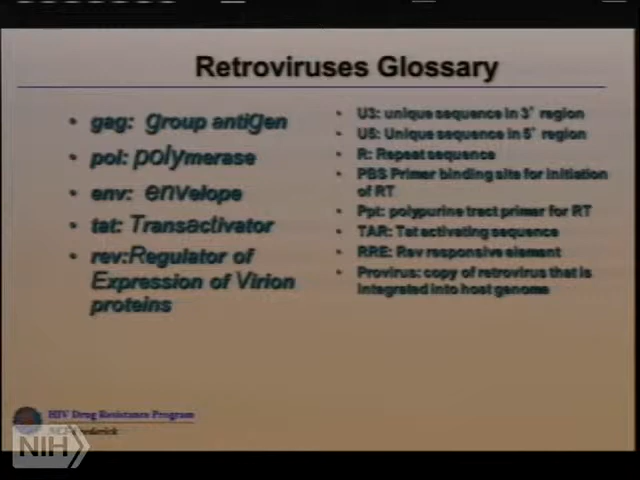 Retroviruses Glossary
• gag: group antigen
• pol: polymerase
• env: envelope
• tat: Transactivator
• rev:Regulator of
Expression of Virion
proteins
• U3: unique sequence in 3' region
• U5: Unique sequence in 5' region
• R: Repeat sequence
• PBS Primer binding site for initiation
of RT
• Ppt: polypurine tract primer for RT
• TAR: Tat activating sequence
• RRE: Rev responsive element
• Provirus: copy of retrovirus that is
integrated into host genome
HIV Drug Resistance Program
NIH